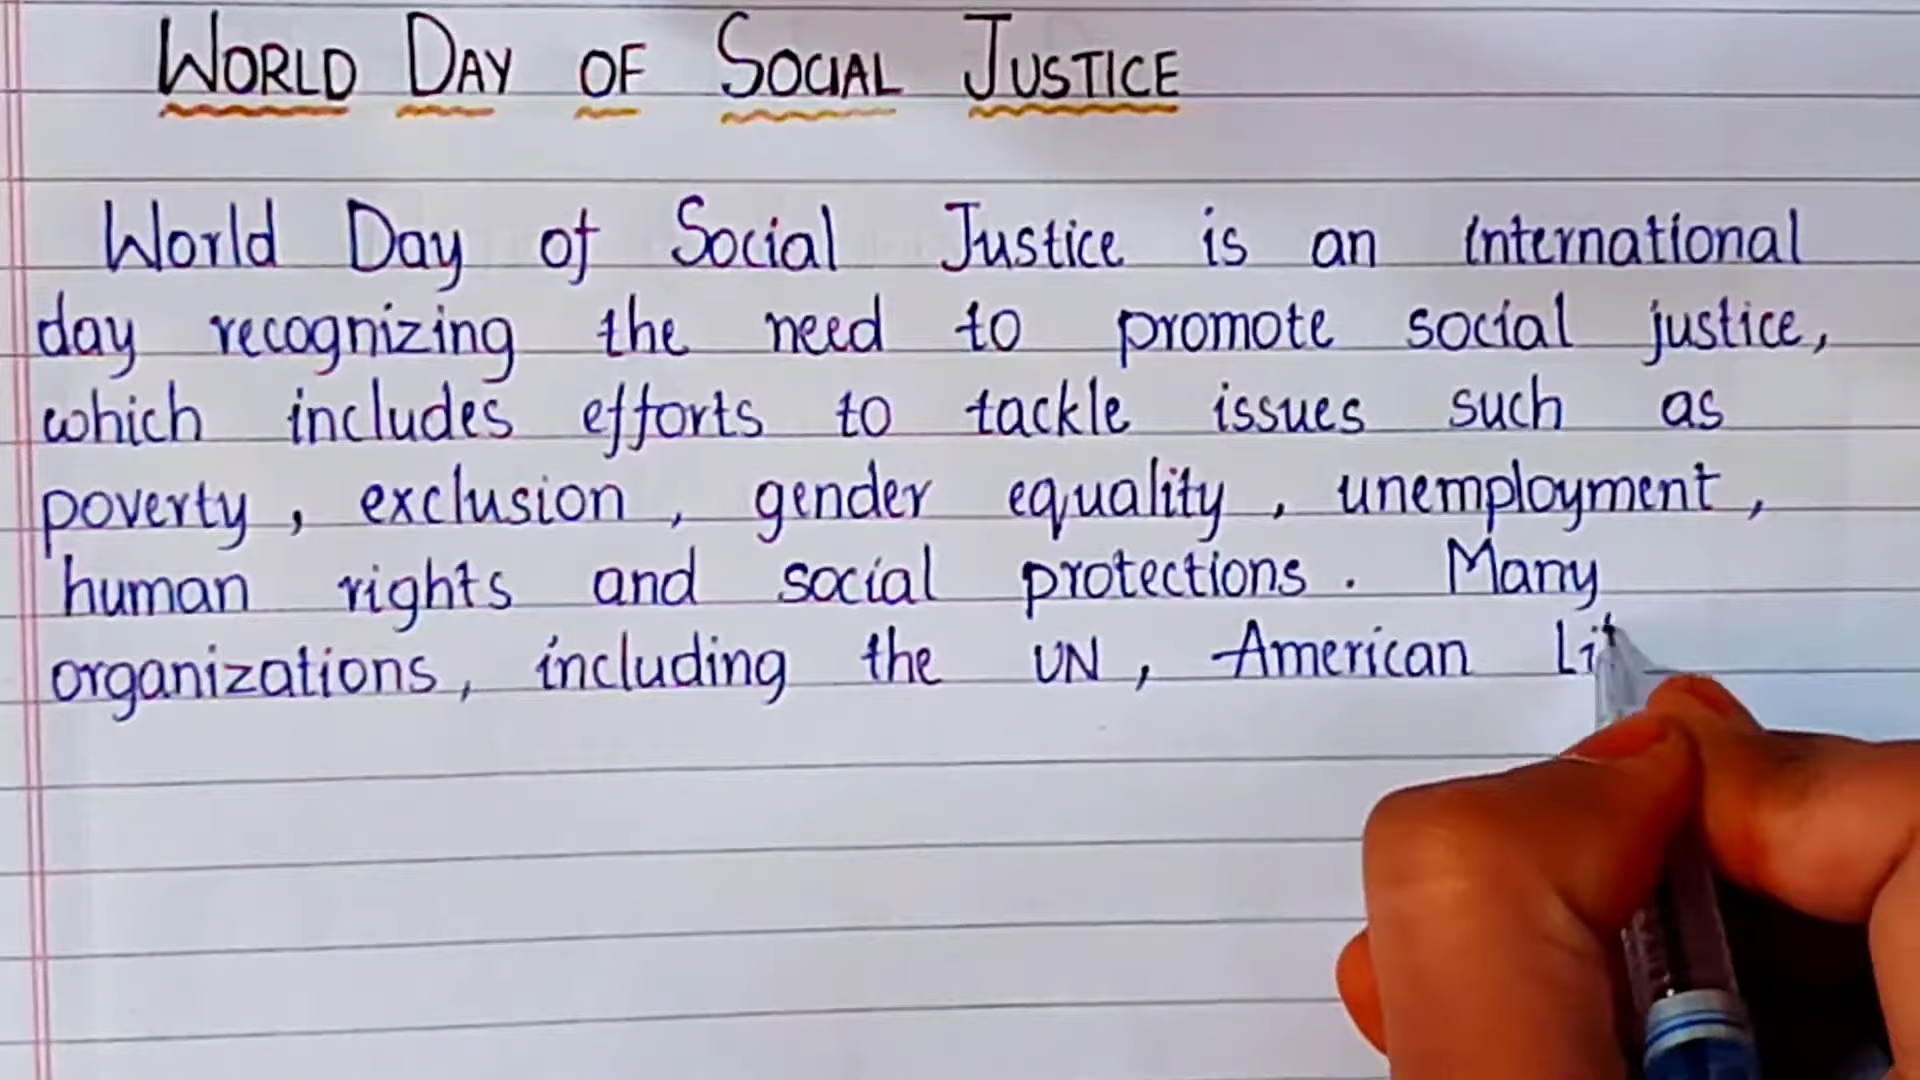 WORLD DAY OF SOCIAL JUSTICE
World Day of Social Justice is an international
day recognizing the need to promote social justice,
which includes efforts to tackle issues such as
poverty, exclusion, gender equality, unemployment,
human rights and social protections. Many
organizations, including the UN, American Lit